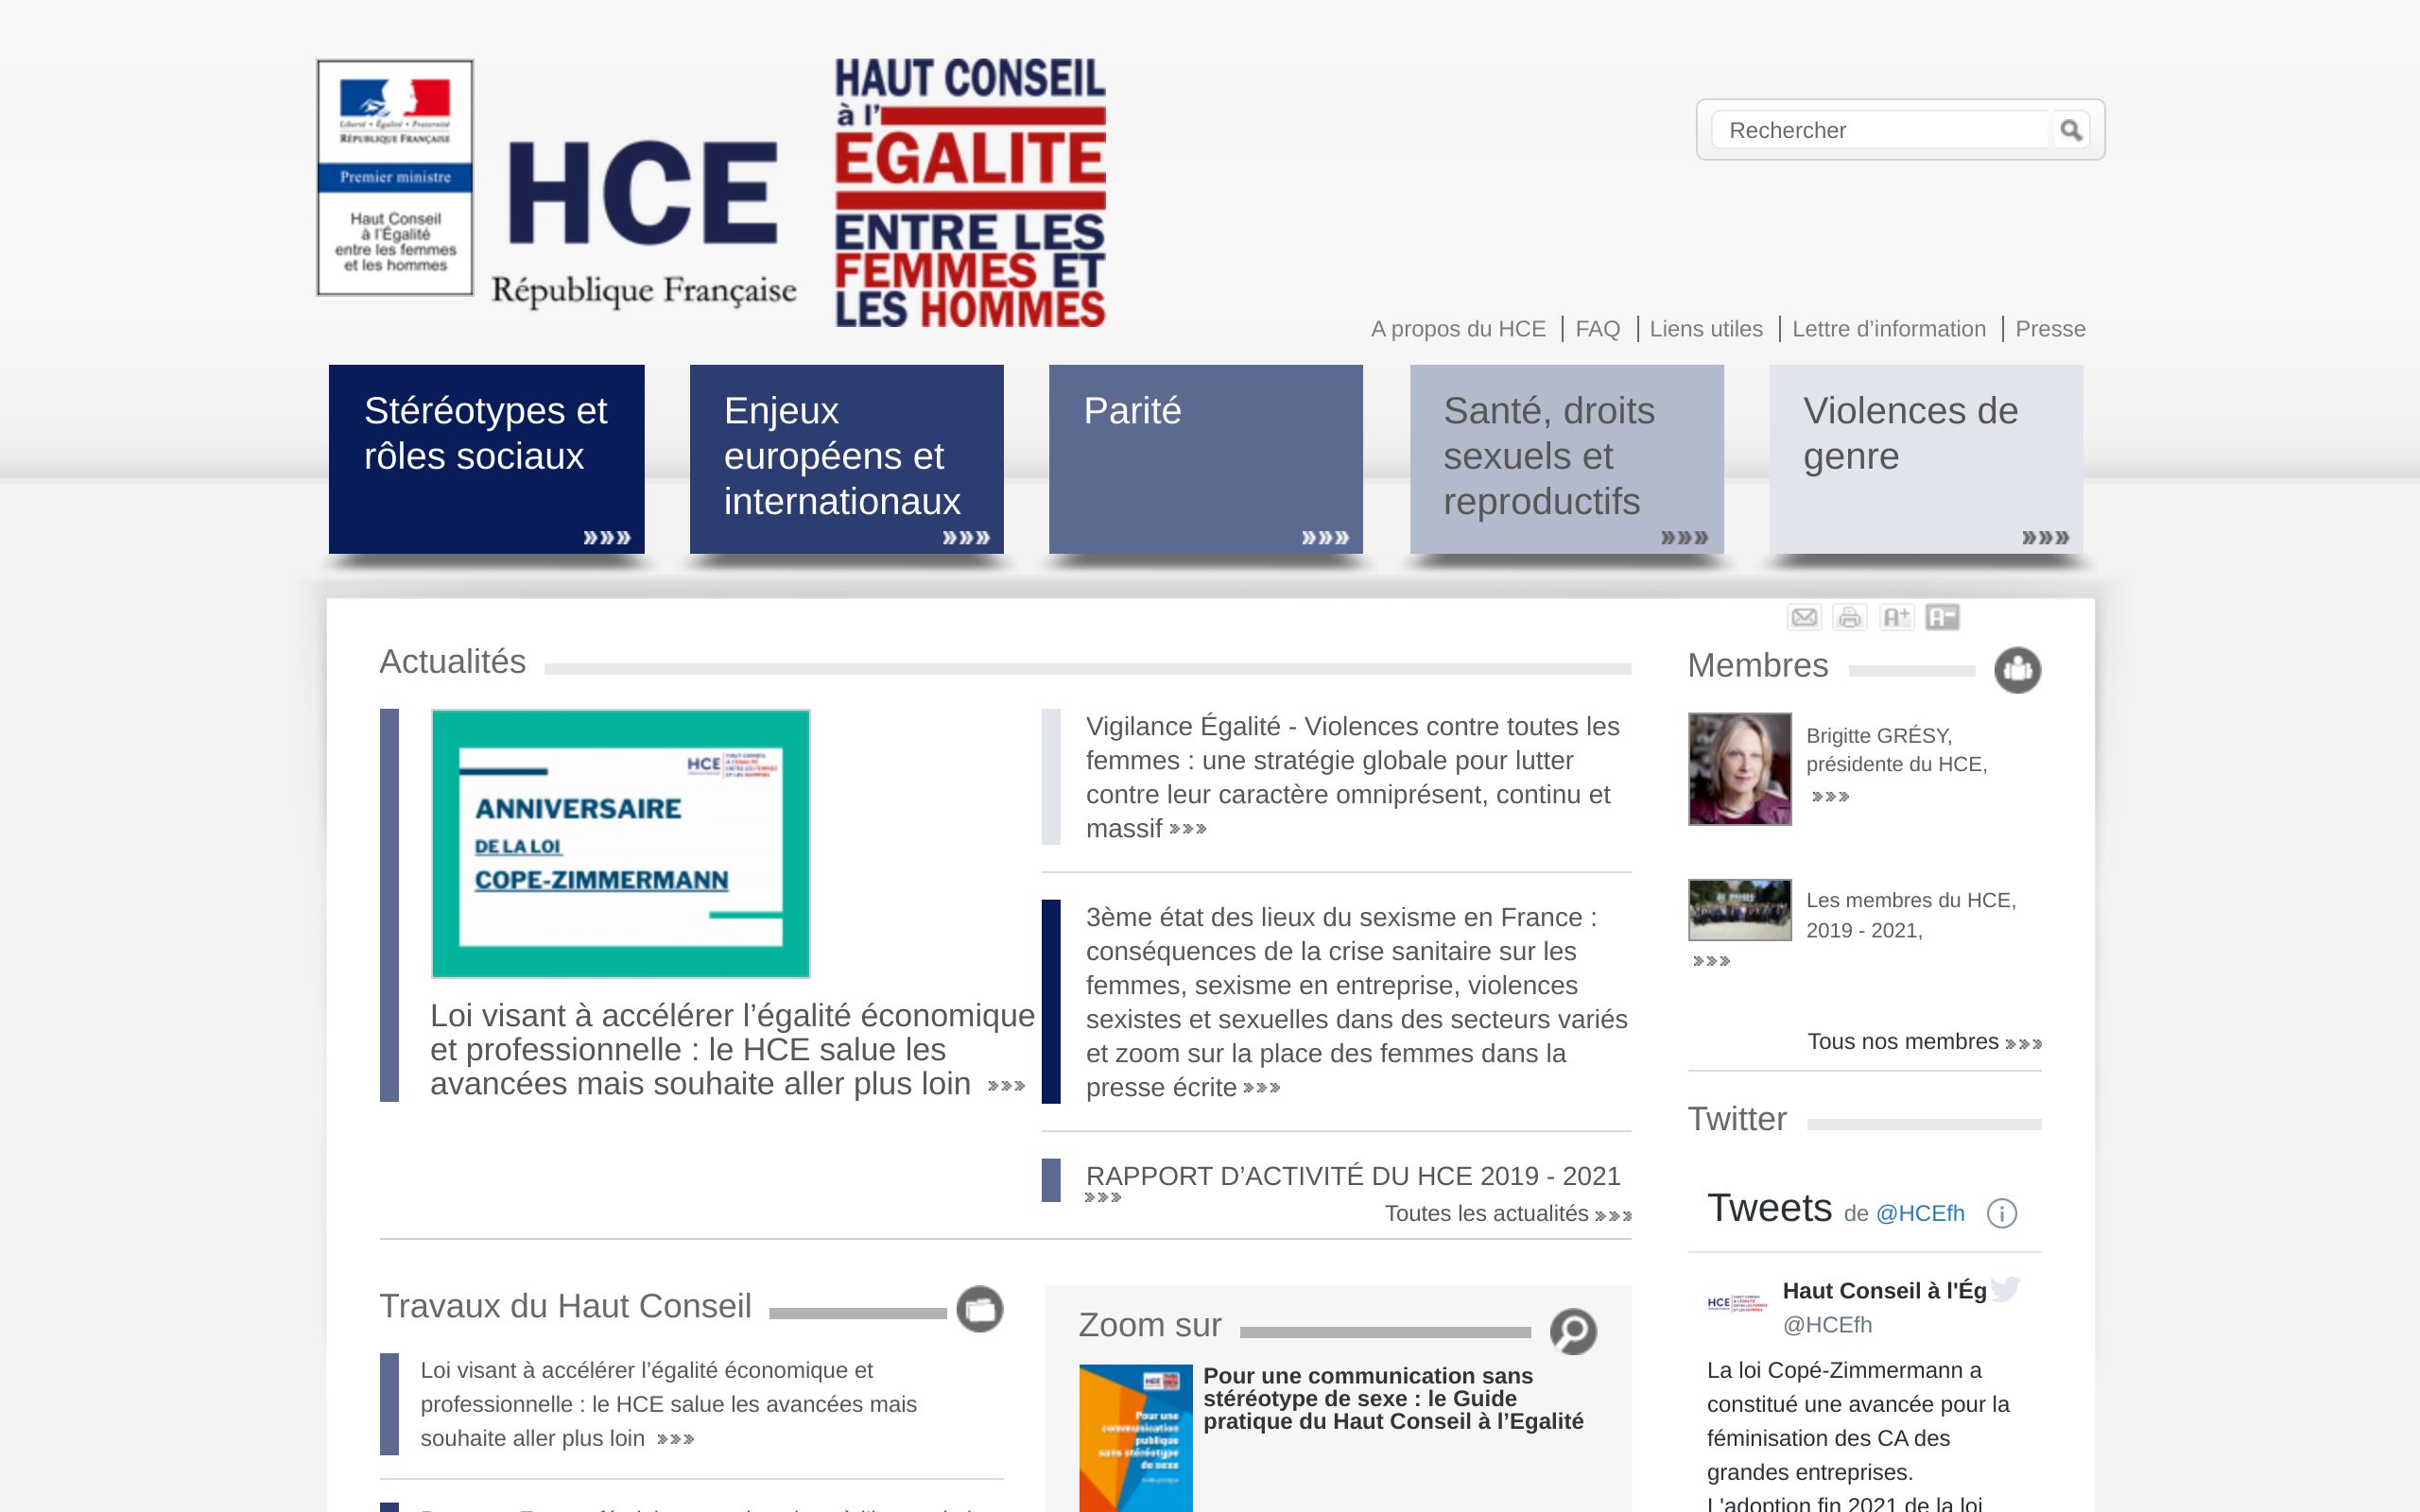 Liberté • Égalité • Fraternité
RÉPUBLIQUE FRANÇAISE
Premier ministre
Haut Conseil
à l'Égalité
entre les femmes
et les hommes
HCE
République Française
HAUT CONSEIL
à l'
EGALITE
ENTRE LES
FEMMES ET
LES HOMMES
Rechercher
A propos du HCE
FAQ
Liens utiles
Lettre d’information
Presse
Stéréotypes et
rôles sociaux
»»»
Enjeux
européens et
internationaux
»»»
Parité
»»»
Santé, droits
sexuels et
reproductifs
»»»
Violences de
genre
»»»
A+
A-
Actualités
HCE
ANNIVERSAIRE
DE LA LOI
COPE-ZIMMERMANN
Loi visant à accélérer l’égalité économique
et professionnelle : le HCE salue les
avancées mais souhaite aller plus loin »»»
Vigilance Égalité - Violences contre toutes les
femmes : une stratégie globale pour lutter
contre leur caractère omniprésent, continu et
massif »»»
3ème état des lieux du sexisme en France :
conséquences de la crise sanitaire sur les
femmes, sexisme en entreprise, violences
sexistes et sexuelles dans des secteurs variés
et zoom sur la place des femmes dans la
presse écrite »»»
RAPPORT D’ACTIVITÉ DU HCE 2019 - 2021
»»»
Toutes les actualités »»»
Membres
Brigitte GRÉSY,
présidente du HCE,
»»»
Les membres du HCE,
2019 - 2021,
»»»
Tous nos membres »»»
Twitter
Tweets de @HCEfh
HCE
Haut Conseil à l'Ég
@HCEfh
La loi Copé-Zimmermann a
constitué une avancée pour la
féminisation des CA des
grandes entreprises.
L'adoption fin 2021 de la loi
Travaux du Haut Conseil
Loi visant à accélérer l’égalité économique et
professionnelle : le HCE salue les avancées mais
souhaite aller plus loin »»»
Zoom sur
HCE
Pour une
communication
publique
sans stéréotype
de sexe
Pour une communication sans
stéréotype de sexe : le Guide
pratique du Haut Conseil à l’Egalité